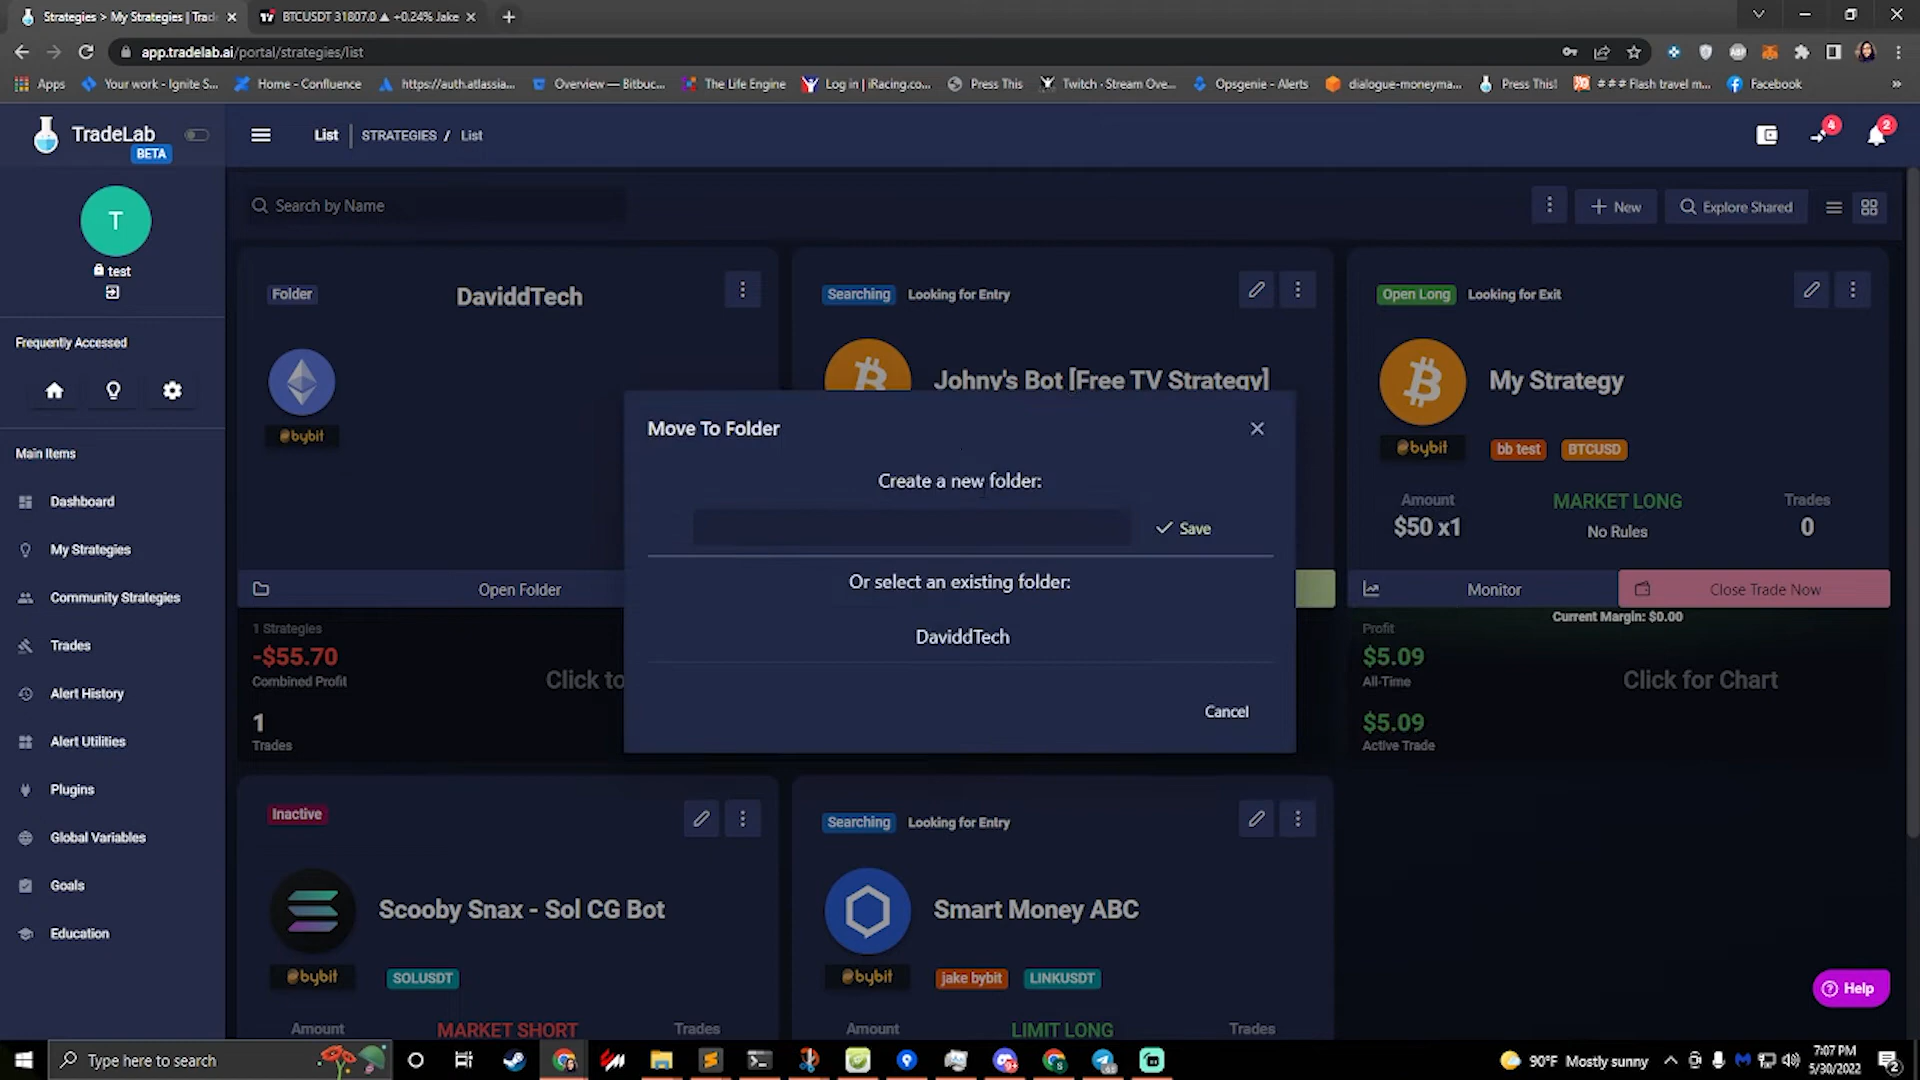 Strategies > My Strategies | Trad
BTCUSDT 31807.0 ▲ +0.24% Jake
app.tradelab.ai/portal/strategies/list
Apps
Your work - Ignite S...
Home - Confluence
https://auth.atlassia...
Overview — Bitbuc...
The Life Engine
Log in | iRacing.co...
Press This
Twitch - Stream Ove...
Opsgenie - Alerts
dialogue-moneyma...
Press This!
### Flash travel m...
Facebook
»
TradeLab
BETA
List
STRATEGIES / List
4
2
T
test
Search by Name
+ New
Explore Shared
Frequently Accessed
Main Items
Dashboard
My Strategies
Community Strategies
Trades
Alert History
Alert Utilities
Plugins
Global Variables
Goals
Education
Folder
DaviddTech
bybit
Open Folder
1 Strategies
-$55.70
Combined Profit
1
Trades
Click to
Searching
Looking for Entry
Johny's Bot [Free TV Strategy]
Open Long
Looking for Exit
My Strategy
bybit
bb test
BTCUSD
Amount
$50 x1
MARKET LONG
No Rules
Trades
0
Monitor
Close Trade Now
Current Margin: $0.00
Profit
$5.09
All-Time
$5.09
Active Trade
Click for Chart
Move To Folder
Create a new folder:
Save
Or select an existing folder:
DaviddTech
Cancel
Inactive
Scooby Snax - Sol CG Bot
bybit
SOLUSDT
Amount
MARKET SHORT
Trades
Searching
Looking for Entry
Smart Money ABC
bybit
jake bybit
LINKUSDT
Amount
LIMIT LONG
Trades
Help
Type here to search
90°F Mostly sunny
7:07 PM
5/30/2022
2